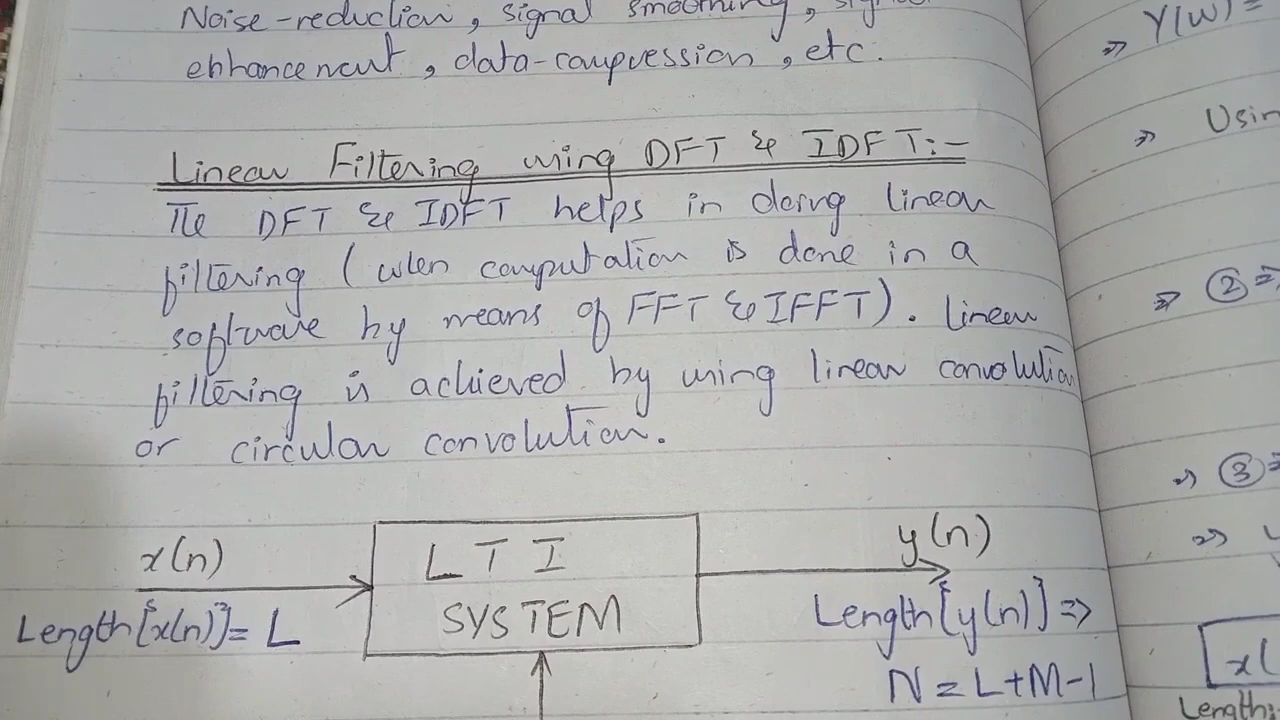 Noise-reduction, signal smoothing,
enhancement, data-compression, etc.
Linear Filtering using DFT & IDFT:-
The DFT & IDFT helps in doing linear
filtering (when computation is done in a
software by means of FFT & IFFT). Linear
filtering is achieved by using linear convolution
or circular convolution.
x(n)
Length[x(n)]= L
LTI
SYSTEM
y(n)
Length[y(n)] =>
N = L+M-1
=> Y(W) =
=>
=> ② =>
=> ③ =>
=>
x(
Length: